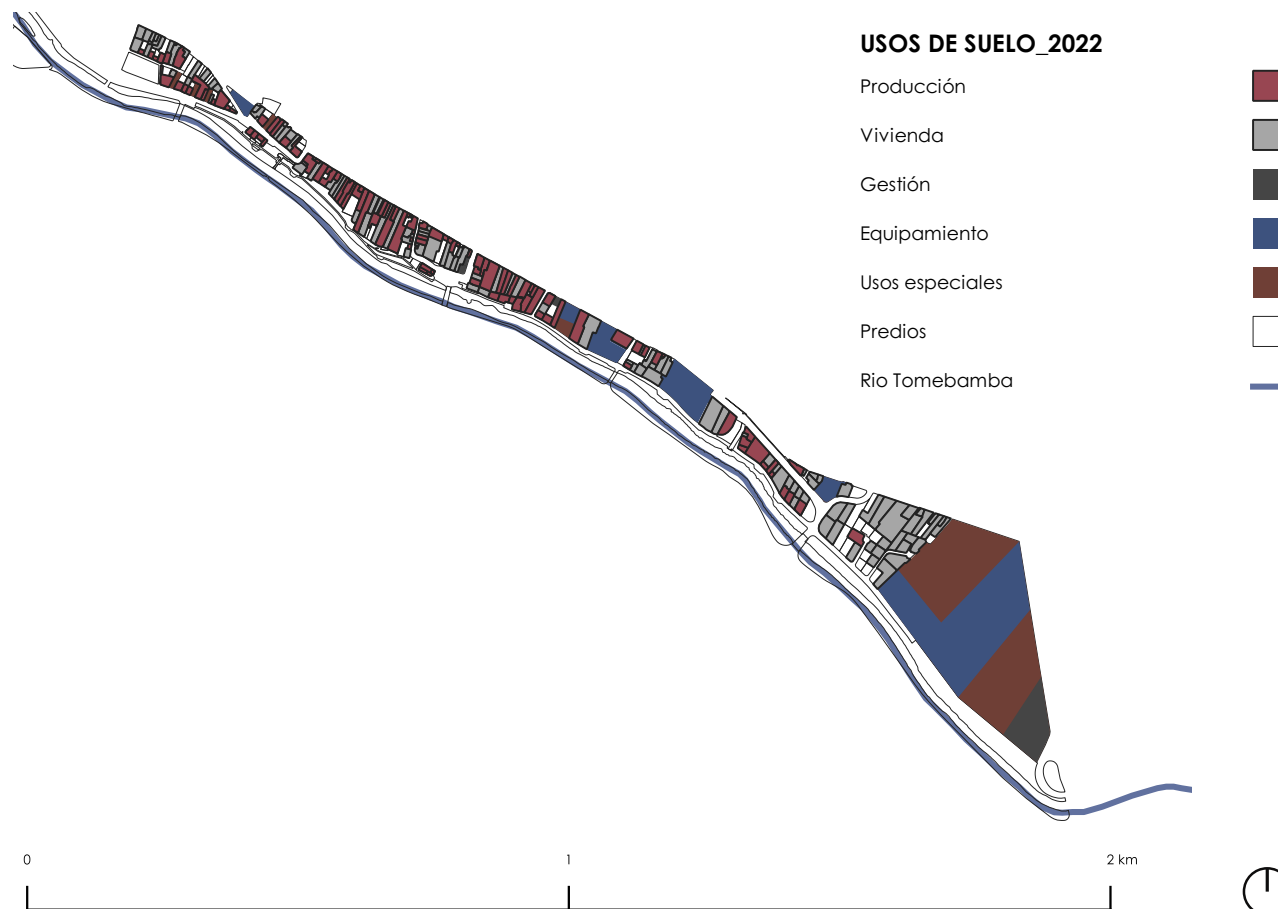 USOS DE SUELO_2022
Producción
Vivienda
Gestión
Equipamiento
Usos especiales
Predios
Rio Tomebamba
0
1
2 km